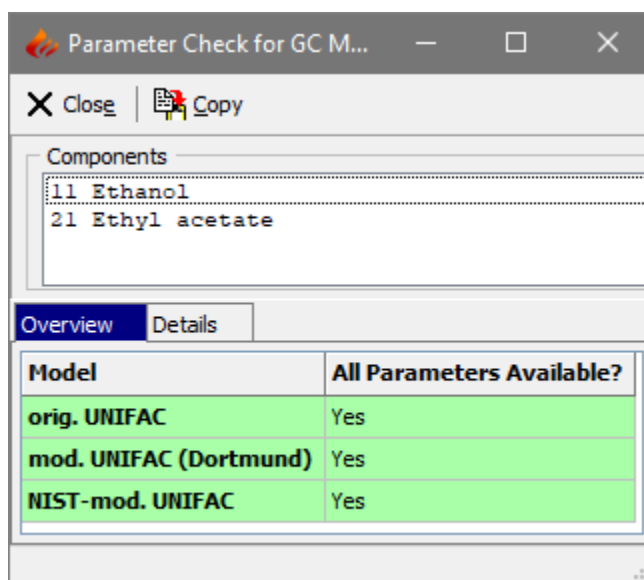 Parameter Check for GC M...
Close Copy
Components
11 Ethanol
21 Ethyl acetate
Overview Details
Model All Parameters Available?
orig. UNIFAC Yes
mod. UNIFAC (Dortmund) Yes
NIST-mod. UNIFAC Yes